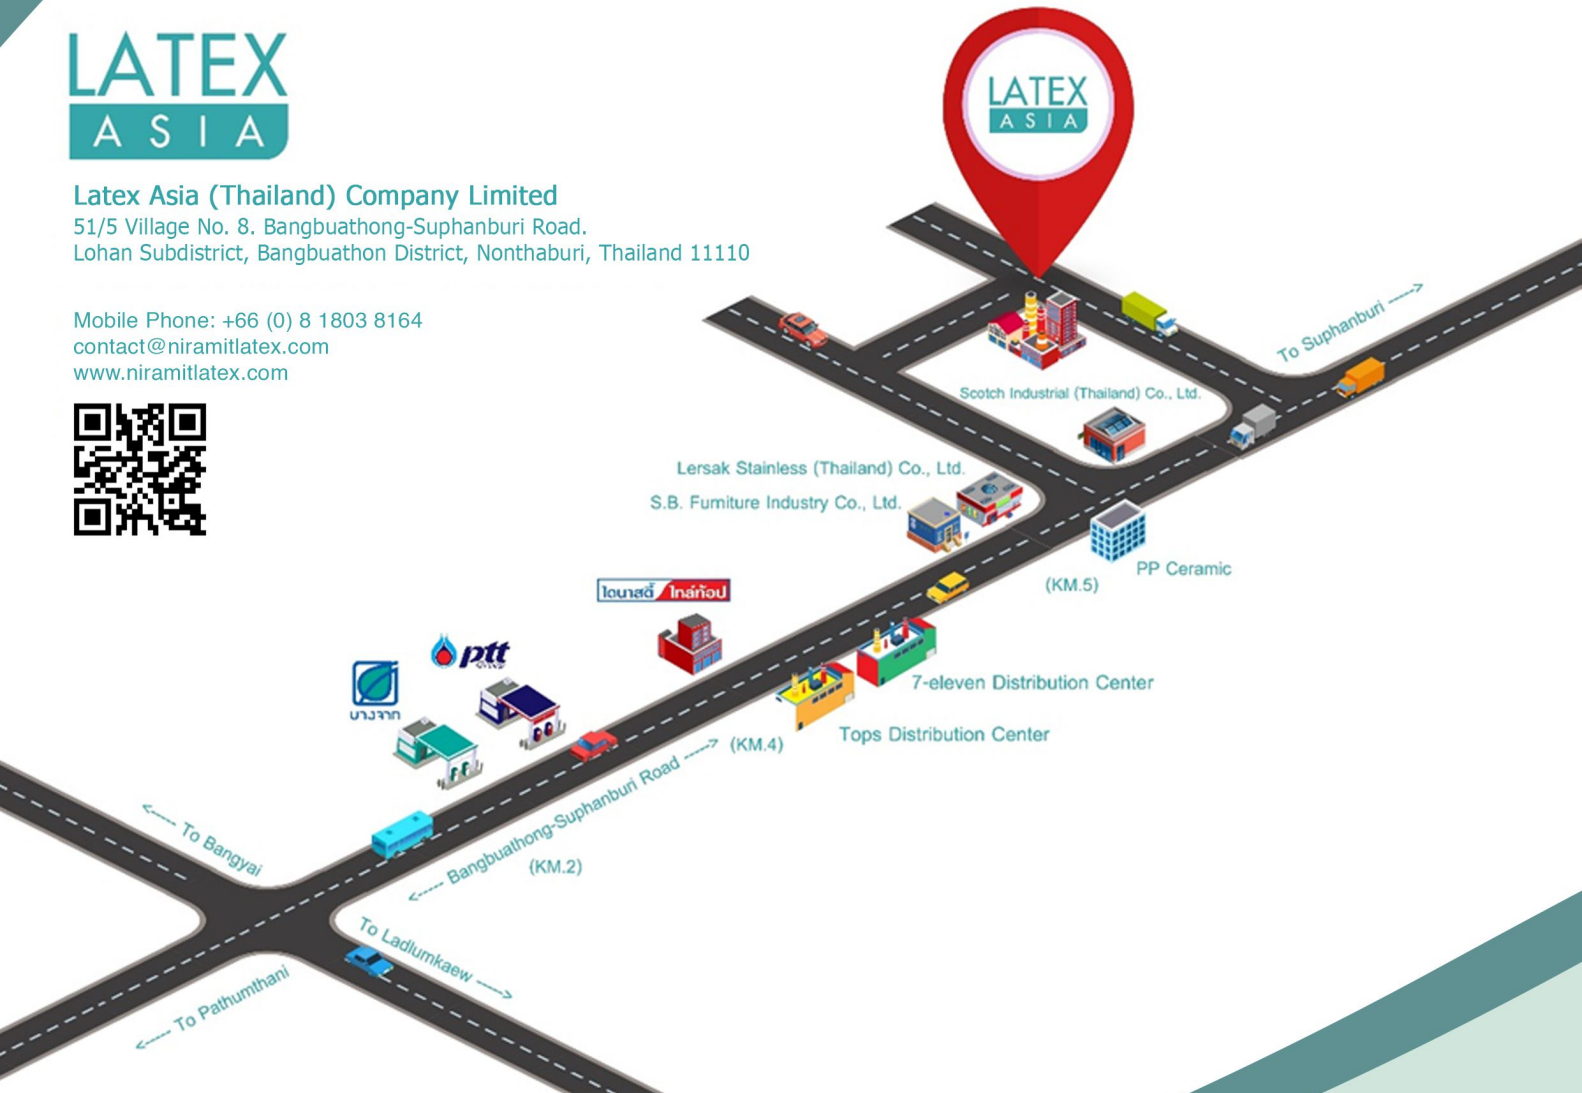 LATEX
ASIA
Latex Asia (Thailand) Company Limited
51/5 Village No. 8. Bangbuathong-Suphanburi Road.
Lohan Subdistrict, Bangbuathon District, Nonthaburi, Thailand 11110
Mobile Phone: +66 (0) 8 1803 8164
contact@niramitlatex.com
www.niramitlatex.com
LATEX
ASIA
To Suphanburi
Scotch Industrial (Thailand) Co., Ltd.
Lersak Stainless (Thailand) Co., Ltd.
S.B. Furniture Industry Co., Ltd.
PP Ceramic
(KM.5)
ไดนาสตี้ ไทล์ท้อป
ptt
GROUP
บางจาก
7-eleven Distribution Center
Tops Distribution Center
(KM.4)
Bangbuathong-Suphanburi Road
(KM.2)
To Bangyai
To Ladlumkaew
To Pathumthani